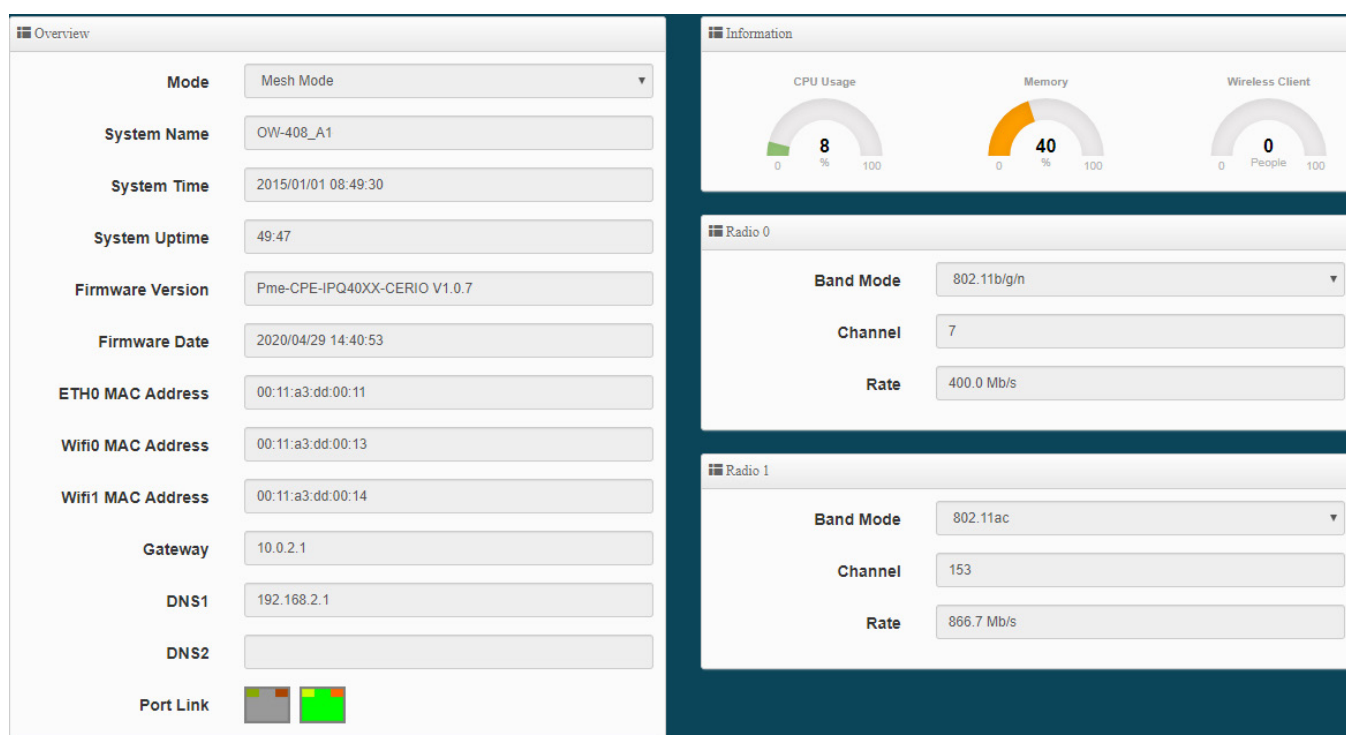 Overview
Mode Mesh Mode
System Name OW-408_A1
System Time 2015/01/01 08:49:30
System Uptime 49:47
Firmware Version Pme-CPE-IPQ40XX-CERIO V1.0.7
Firmware Date 2020/04/29 14:40:53
ETH0 MAC Address 00:11:a3:dd:00:11
Wifi0 MAC Address 00:11:a3:dd:00:13
Wifi1 MAC Address 00:11:a3:dd:00:14
Gateway 10.0.2.1
DNS1 192.168.2.1
DNS2
Port Link
Information
CPU Usage Memory Wireless Client
8 40 0
0 % 100 0 % 100 0 People 100
Radio 0
Band Mode 802.11b/g/n
Channel 7
Rate 400.0 Mb/s
Radio 1
Band Mode 802.11ac
Channel 153
Rate 866.7 Mb/s